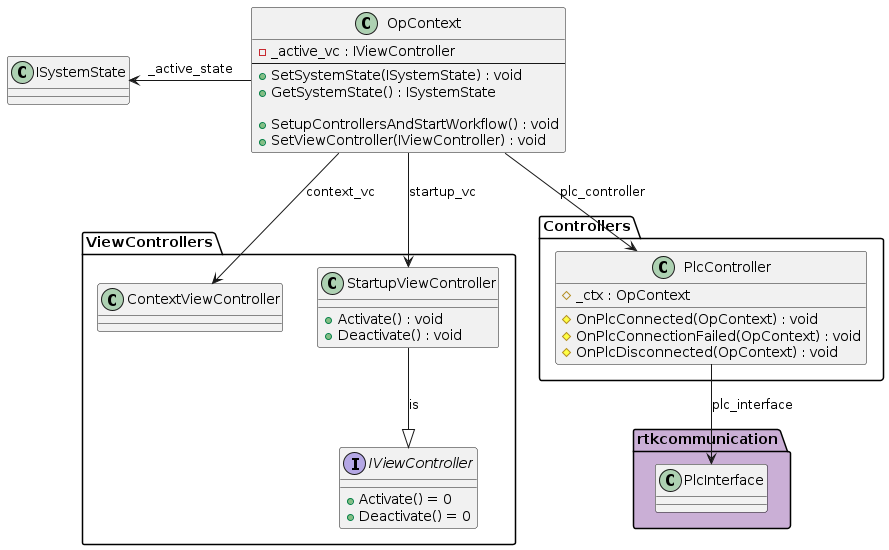 C OpContext
_active_vc : IViewController
SetSystemState(ISystemState) : void
GetSystemState() : ISystemState
SetupControllersAndStartWorkflow() : void
SetViewController(IViewController) : void
C ISystemState
_active_state
context_vc
startup_vc
plc_controller
ViewControllers
C ContextViewController
C StartupViewController
Activate() : void
Deactivate() : void
is
I IViewController
Activate() = 0
Deactivate() = 0
Controllers
C PlcController
_ctx : OpContext
OnPlcConnected(OpContext) : void
OnPlcConnectionFailed(OpContext) : void
OnPlcDisconnected(OpContext) : void
plc_interface
rtkcommunication
C PlcInterface